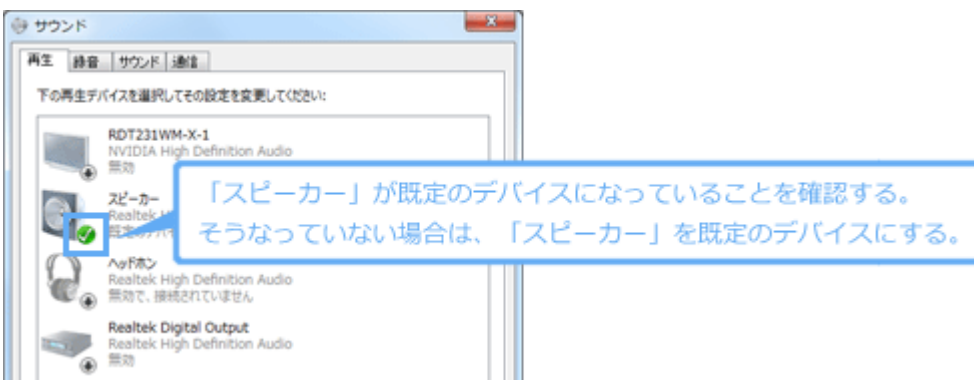 サウンド
再生 録音 サウンド 通信
下の再生デバイスを選択してその設定を変更してください:
RDT231WM-X-1
NVIDIA High Definition Audio
無効
「スピーカー」が既定のデバイスになっていることを確認する。
そうなっていない場合は、「スピーカー」を既定のデバイスにする。
スピーカー
Realtek
ヘッドホン
Realtek High Definition Audio
無効で、接続されていません
Realtek Digital Output
Realtek High Definition Audio
無効